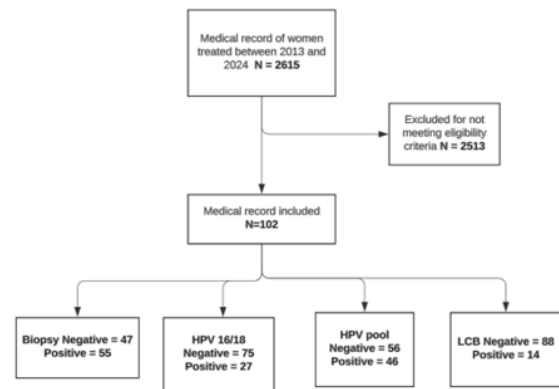 Medical record of women
treated between 2013 and
2024 N = 2615
Excluded for not
meeting eligibility
criteria N = 2513
Medical record included
N=102
Biopsy Negative = 47
Positive = 55
HPV 16/18
Negative = 75
Positive = 27
HPV pool
Negative = 56
Positive = 46
LCB Negative = 88
Positive = 14